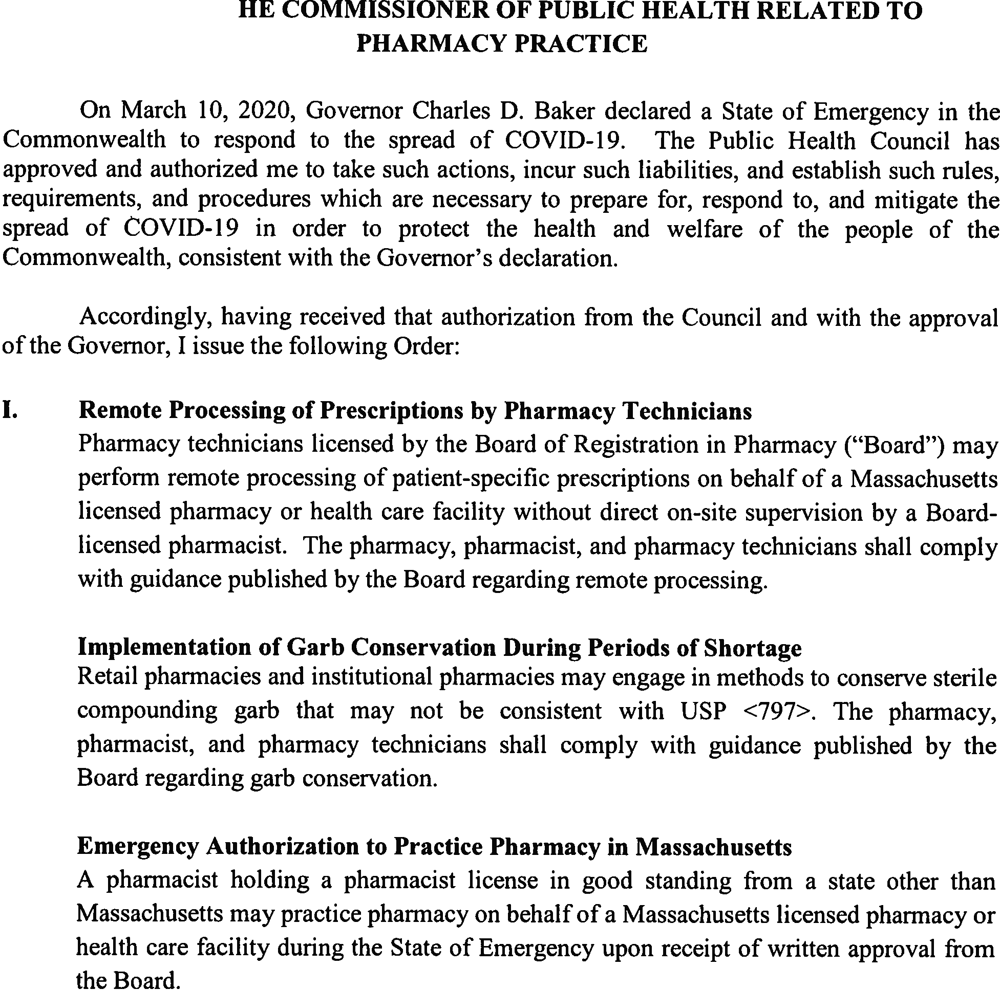 HE COMMISSIONER OF PUBLIC HEALTH RELATED TO
PHARMACY PRACTICE
On March 10, 2020, Governor Charles D. Baker declared a State of Emergency in the
Commonwealth to respond to the spread of COVID-19. The Public Health Council has
approved and authorized me to take such actions, incur such liabilities, and establish such rules,
requirements, and procedures which are necessary to prepare for, respond to, and mitigate the
spread of COVID-19 in order to protect the health and welfare of the people of the
Commonwealth, consistent with the Governor's declaration.
Accordingly, having received that authorization from the Council and with the approval
of the Governor, I issue the following Order:
I. Remote Processing of Prescriptions by Pharmacy Technicians
Pharmacy technicians licensed by the Board of Registration in Pharmacy (“Board”) may
perform remote processing of patient-specific prescriptions on behalf of a Massachusetts
licensed pharmacy or health care facility without direct on-site supervision by a Board-
licensed pharmacist. The pharmacy, pharmacist, and pharmacy technicians shall comply
with guidance published by the Board regarding remote processing.
Implementation of Garb Conservation During Periods of Shortage
Retail pharmacies and institutional pharmacies may engage in methods to conserve sterile
compounding garb that may not be consistent with USP <797>. The pharmacy,
pharmacist, and pharmacy technicians shall comply with guidance published by the
Board regarding garb conservation.
Emergency Authorization to Practice Pharmacy in Massachusetts
A pharmacist holding a pharmacist license in good standing from a state other than
Massachusetts may practice pharmacy on behalf of a Massachusetts licensed pharmacy or
health care facility during the State of Emergency upon receipt of written approval from
the Board.